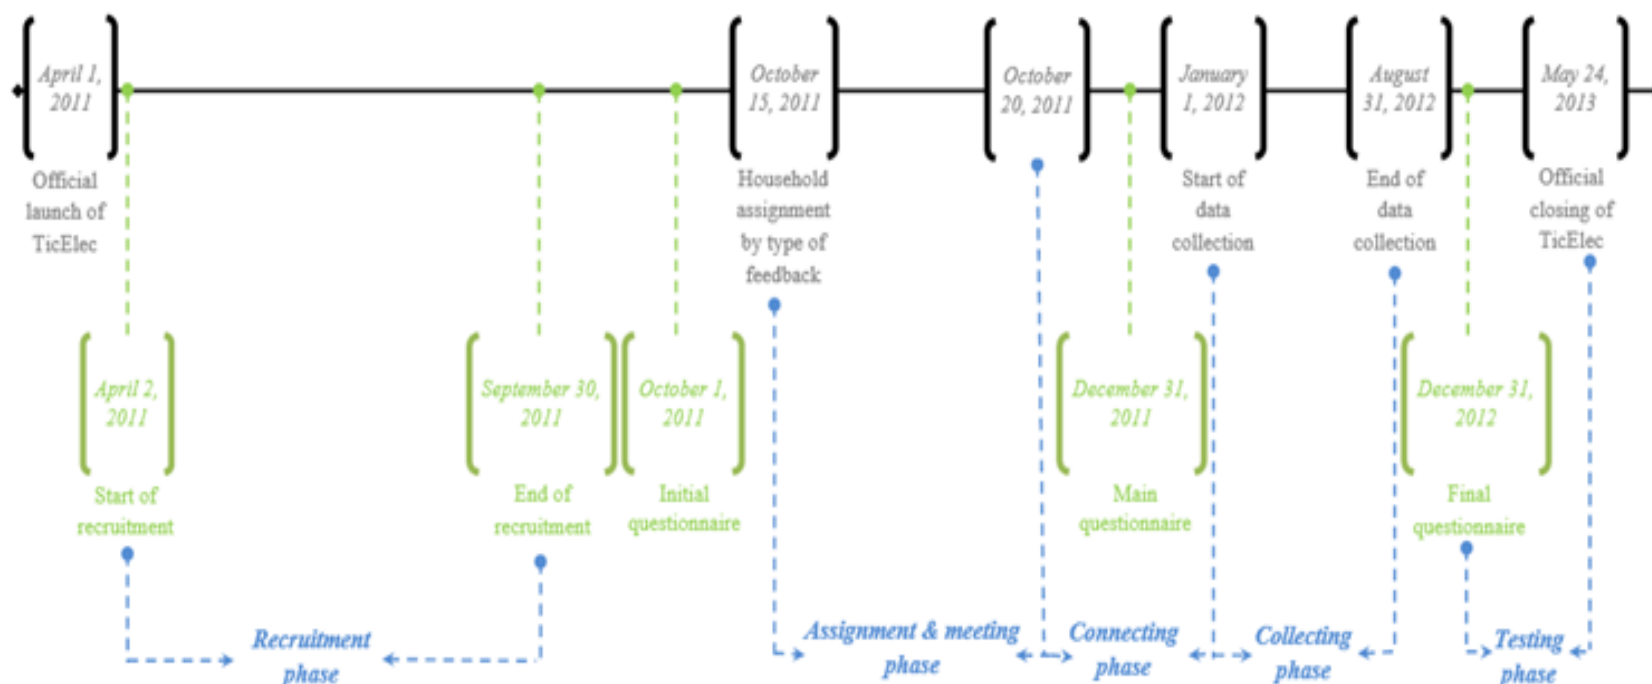 April 1,
2011
October
15, 2011
October
20, 2011
January
1, 2012
August
31, 2012
May 24,
2013
Official
launch of
TicElec
Household
assignment
by type of
feedback
Start of
data
collection
End of
data
collection
Official
closing of
TicElec
April 2,
2011
September 30,
2011
October 1,
2011
December 31,
2011
December 31,
2012
Start of
recruitment
End of
recruitment
Initial
questionnaire
Main
questionnaire
Final
questionnaire
Recruitment
phase
Assignment & meeting
phase
Connecting
phase
Collecting
phase
Testing
phase